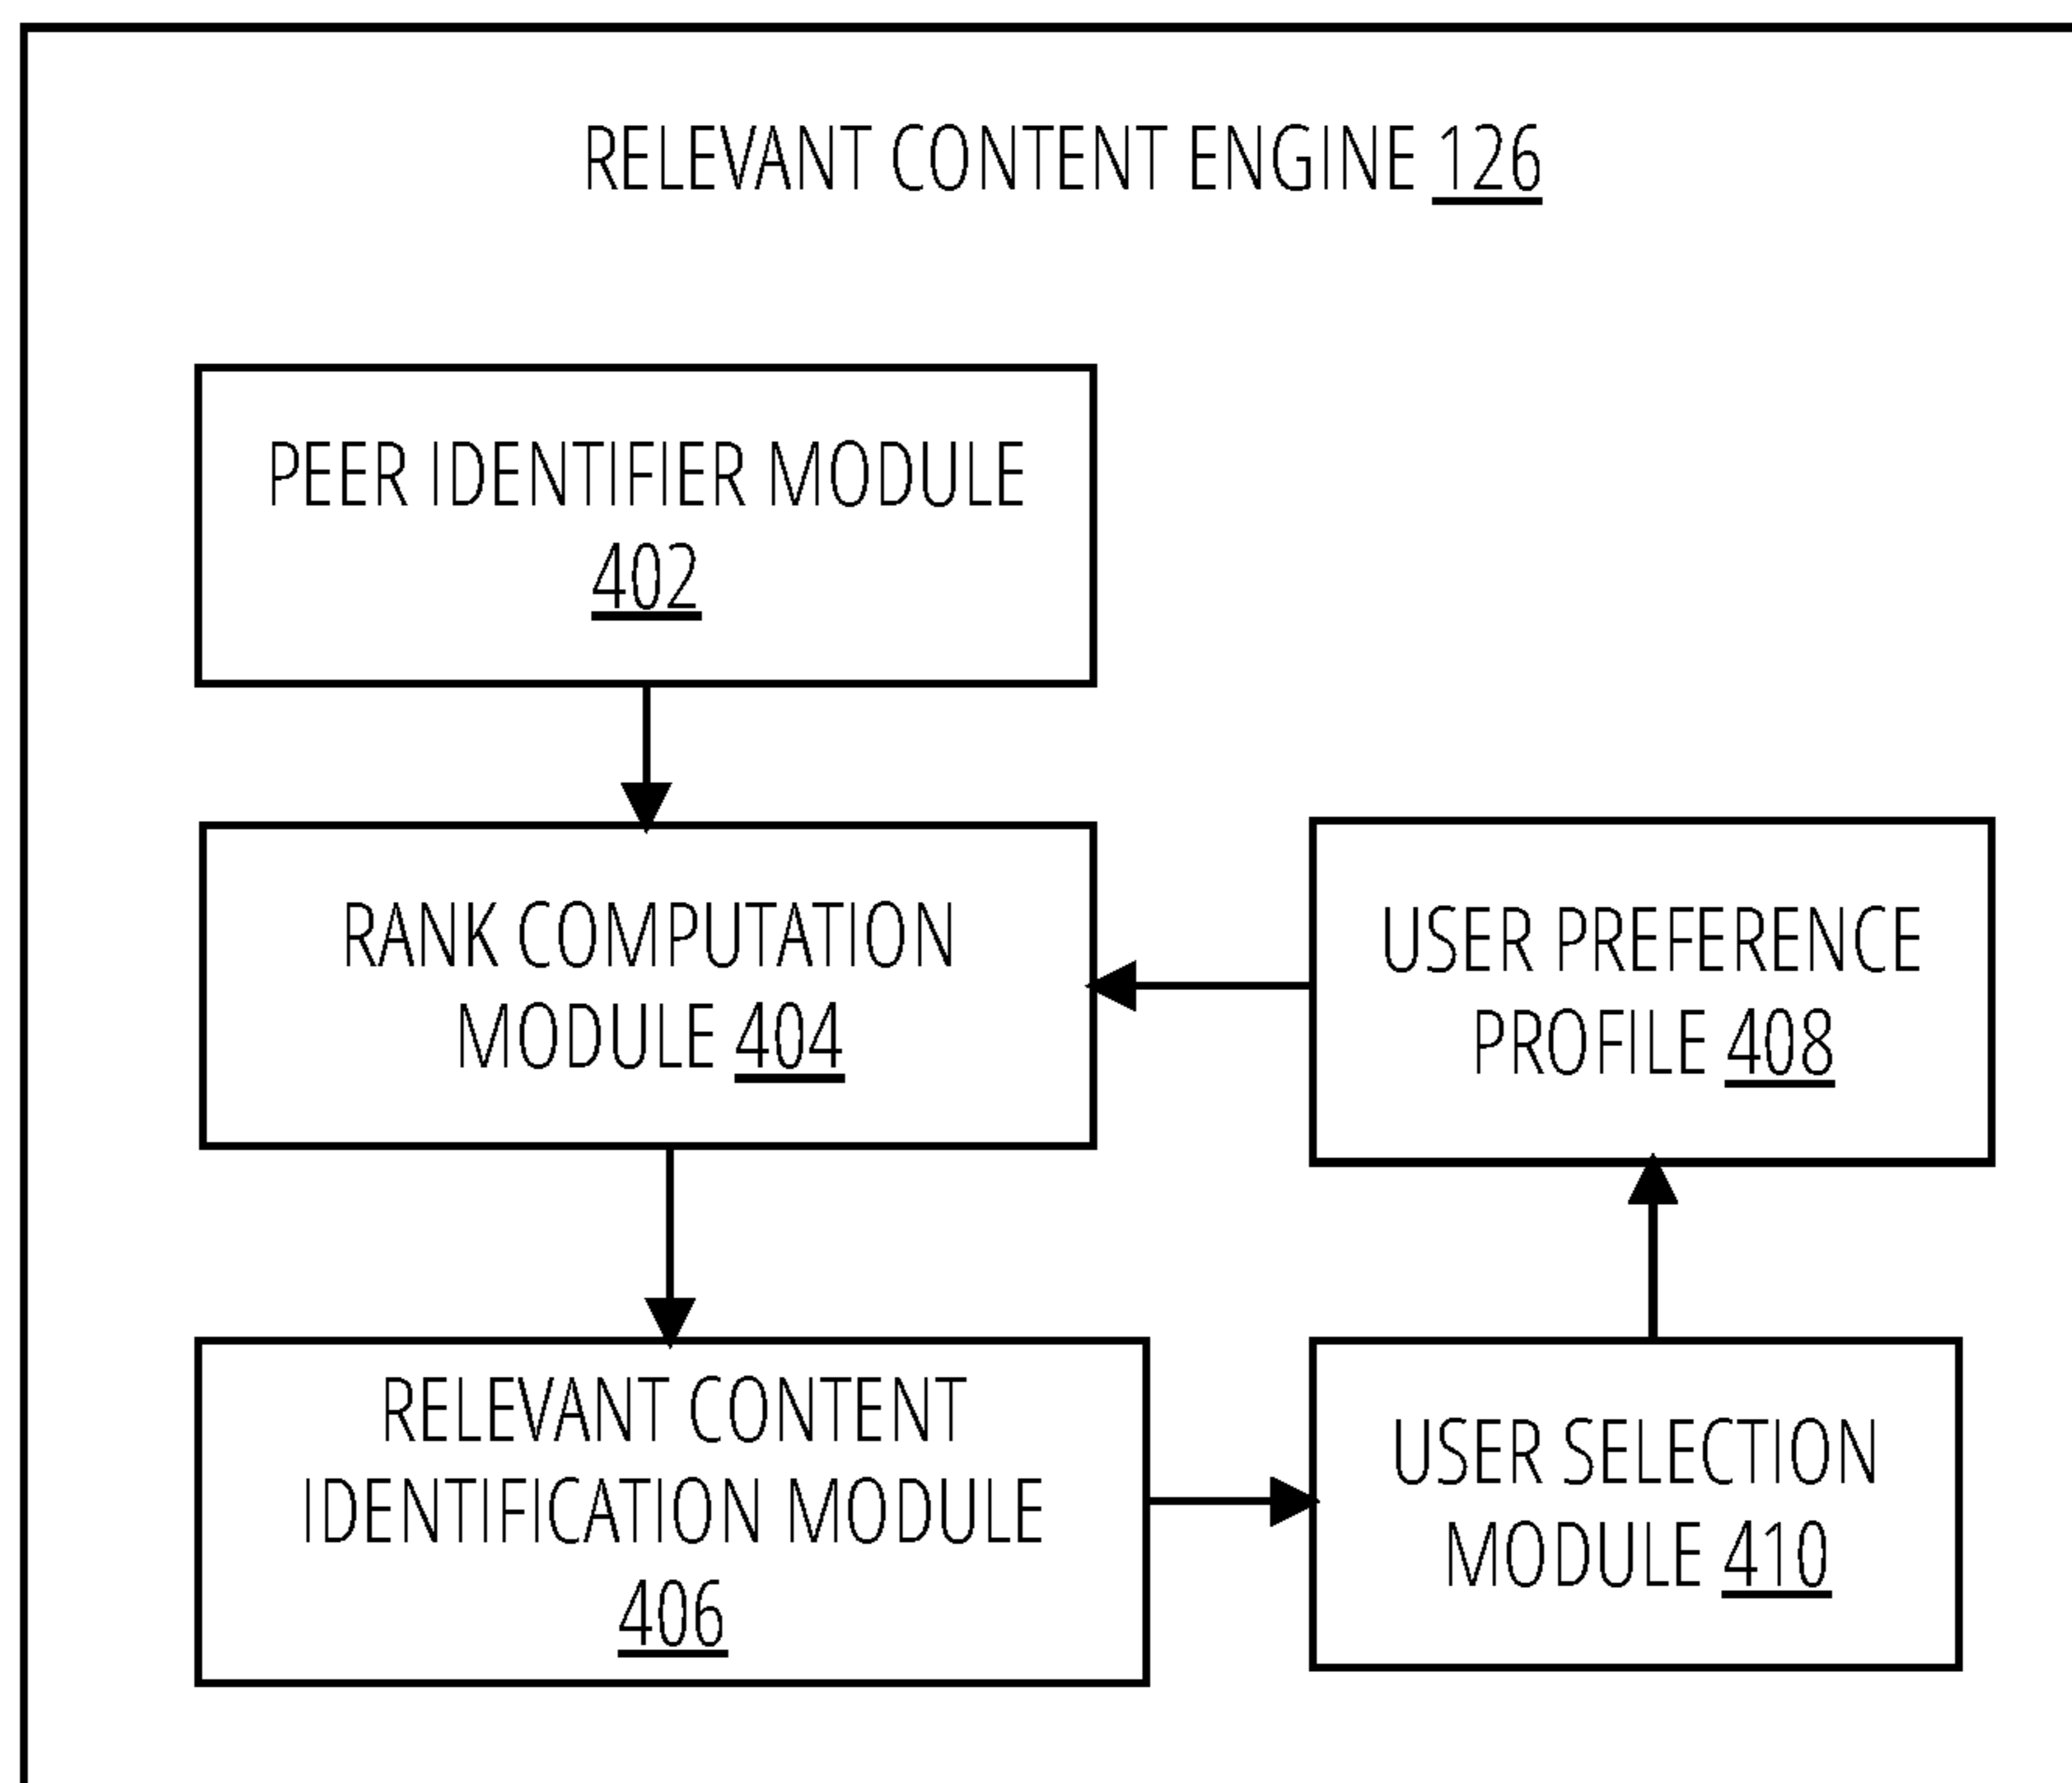 RELEVANT CONTENT ENGINE 126
PEER IDENTIFIER MODULE
402
RANK COMPUTATION
MODULE 404
USER PREFERENCE
PROFILE 408
RELEVANT CONTENT
IDENTIFICATION MODULE
406
USER SELECTION
MODULE 410